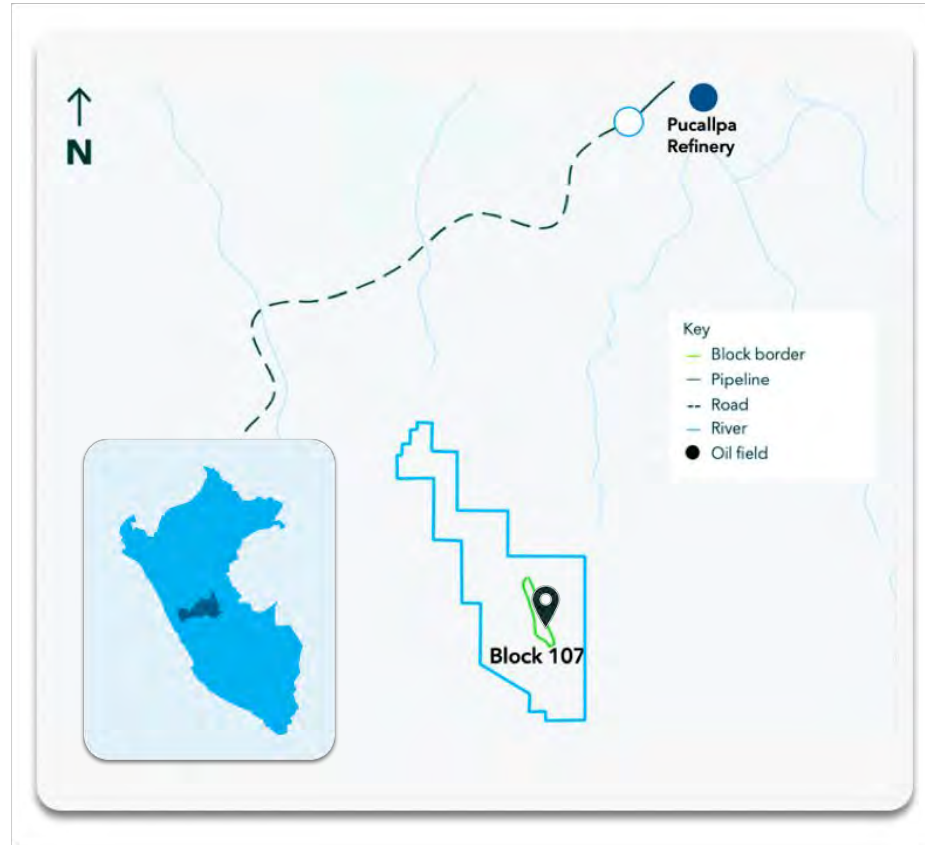 N
Pucallpa
Refinery
Key
Block border
Pipeline
Road
River
Oil field
Block 107